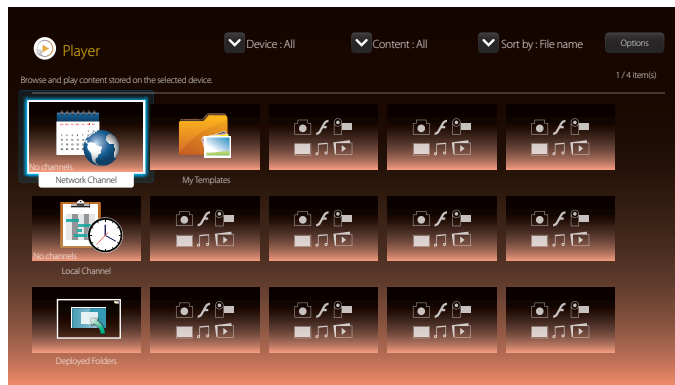 Player
Device : All
Content : All
Sort by : File name
Options
Browse and play content stored on the selected device.
1 / 4 item(s)
No channels
Network Channel
My Templates
No channels
Local Channel
Deployed Folders